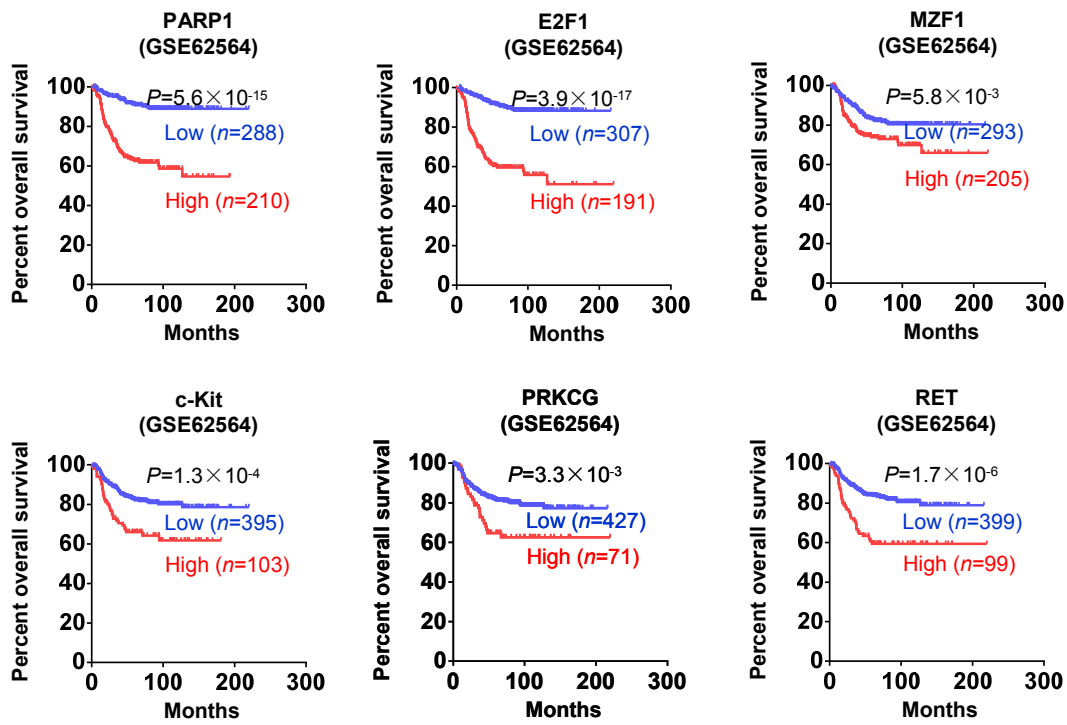 PARP1
(GSE62564)
Percent overall survival
100
80
60
40
20
0
P=5.6×10-15
Low (n=288)
High (n=210)
0 100 200 300
Months
E2F1
(GSE62564)
Percent overall survival
100
80
60
40
20
0
P=3.9×10-17
Low (n=307)
High (n=191)
0 100 200 300
Months
MZF1
(GSE62564)
Percent overall survival
100
80
60
40
20
0
P=5.8×10-3
Low (n=293)
High (n=205)
0 100 200 300
Months
c-Kit
(GSE62564)
Percent overall survival
100
80
60
40
20
0
P=1.3×10-4
Low (n=395)
High (n=103)
0 100 200 300
Months
PRKCG
(GSE62564)
Percent overall survival
100
80
60
40
20
0
P=3.3×10-3
Low (n=427)
High (n=71)
0 100 200 300
Months
RET
(GSE62564)
Percent overall survival
100
80
60
40
20
0
P=1.7×10-6
Low (n=399)
High (n=99)
0 100 200 300
Months